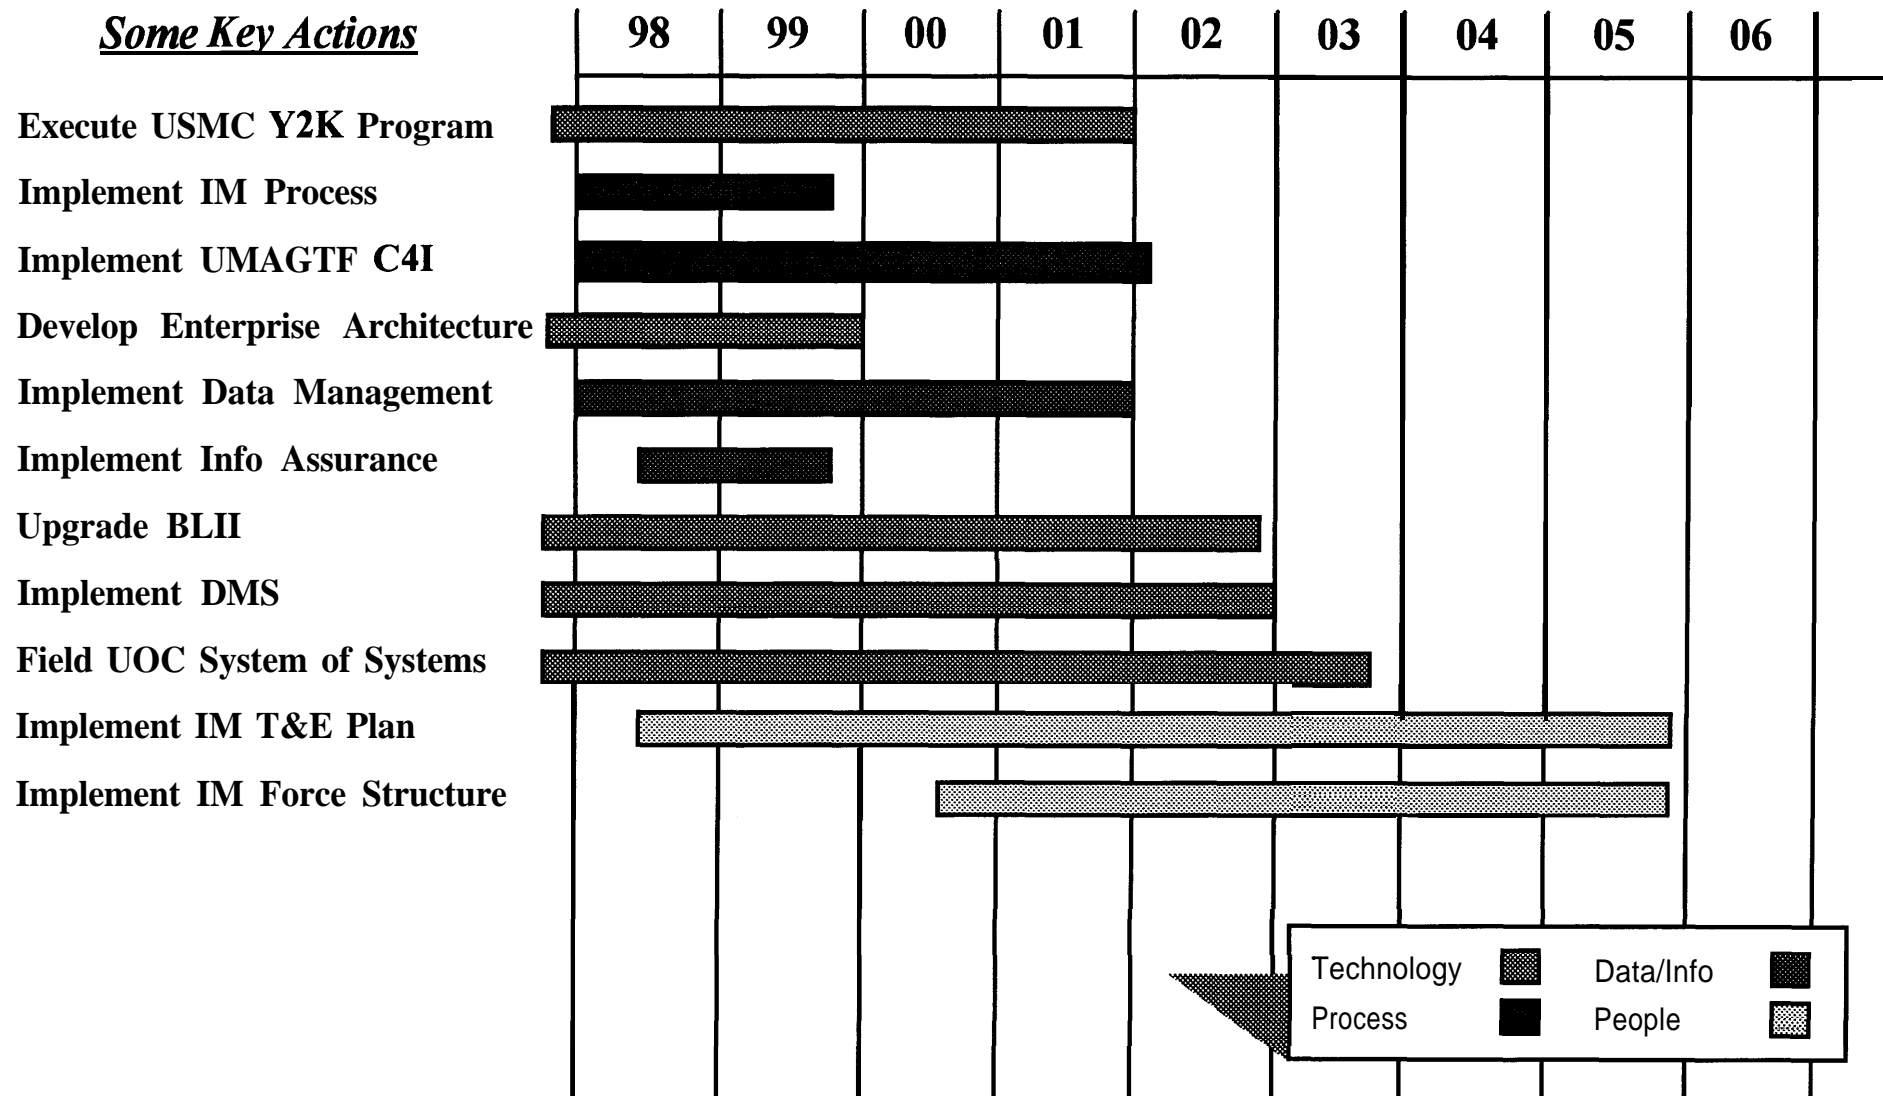 Some Key Actions 98 99 00 01 02 03 04 05 06
Execute USMC Y2K Program
Implement IM Process
Implement UMAGTF C4I
Develop Enterprise Architecture
Implement Data Management
Implement Info Assurance
Upgrade BLII
Implement DMS
Field UOC System of Systems
Implement IM T&E Plan
Implement IM Force Structure
Technology Data/Info
Process People